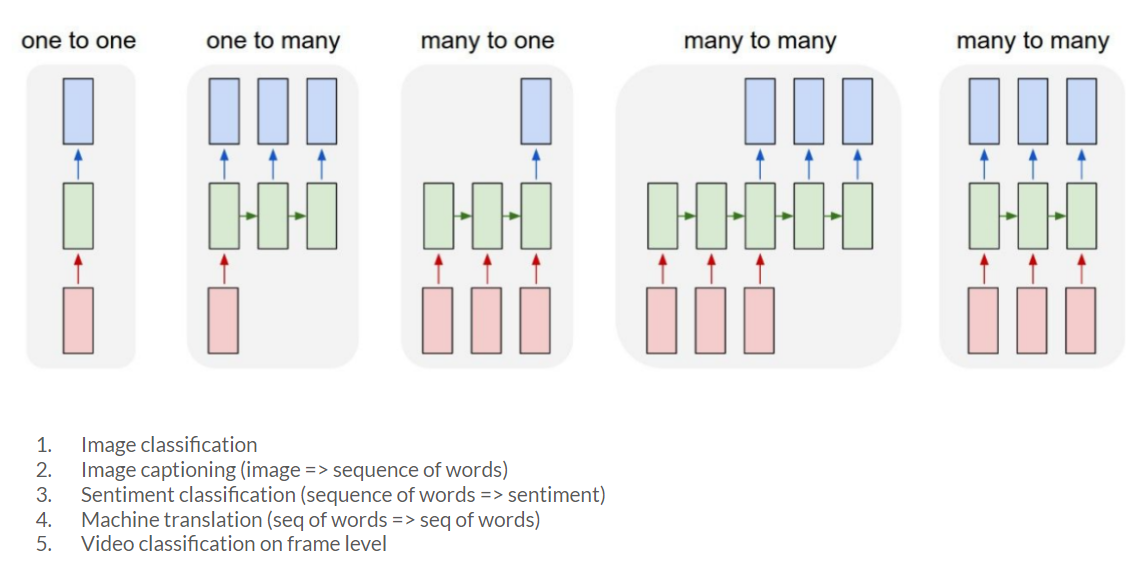 one to one
one to many
many to one
many to many
many to many
1. Image classification
2. Image captioning (image => sequence of words)
3. Sentiment classification (sequence of words => sentiment)
4. Machine translation (seq of words => seq of words)
5. Video classification on frame level